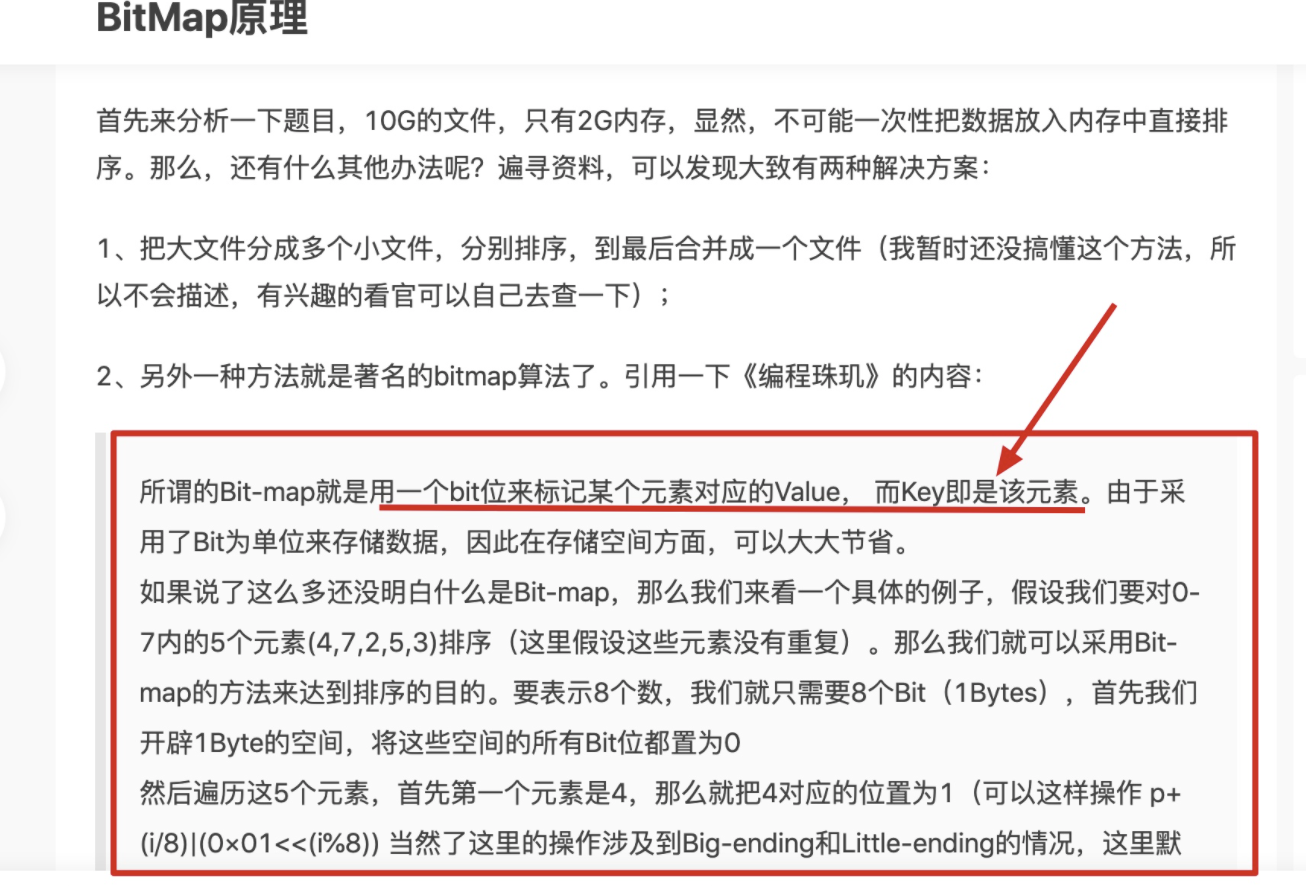 BitMap原理
首先来分析一下题目，10G的文件，只有2G内存，显然，不可能一次性把数据放入内存中直接排
序。那么，还有什么其他办法呢？遍寻资料，可以发现大致有两种解决方案：
1、把大文件分成多个小文件，分别排序，到最后合并成一个文件（我暂时还没搞懂这个方法，所
以不会描述，有兴趣的看官可以自己去查一下）；
2、另外一种方法就是著名的bitmap算法了。引用一下《编程珠玑》的内容：
所谓的Bit-map就是用一个bit位来标记某个元素对应的Value， 而Key即是该元素。由于采
用了Bit为单位来存储数据，因此在存储空间方面，可以大大节省。
如果说了这么多还没明白什么是Bit-map，那么我们来看一个具体的例子，假设我们要对0-
7内的5个元素(4,7,2,5,3)排序（这里假设这些元素没有重复）。那么我们就可以采用Bit-
map的方法来达到排序的目的。要表示8个数，我们就只需要8个Bit（1Bytes），首先我们
开辟1Byte的空间，将这些空间的所有Bit位都置为0
然后遍历这5个元素，首先第一个元素是4，那么就把4对应的位置为1（可以这样操作 p+
(i/8)|(0×01<<(i%8)) 当然了这里的操作涉及到Big-ending和Little-ending的情况，这里默